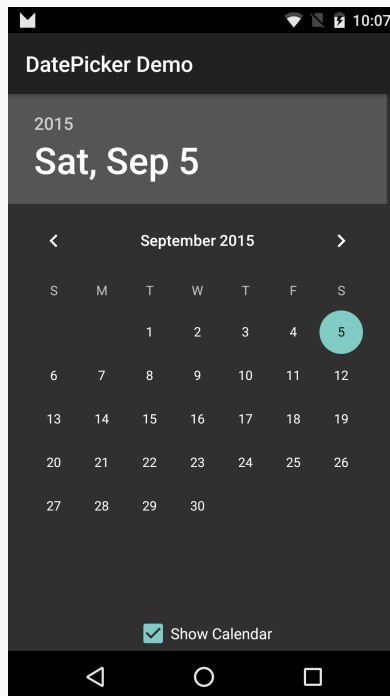 10:07
DatePicker Demo
2015
Sat, Sep 5
September 2015
S M T W T F S
1 2 3 4 5
6 7 8 9 10 11 12
13 14 15 16 17 18 19
20 21 22 23 24 25 26
27 28 29 30
Show Calendar